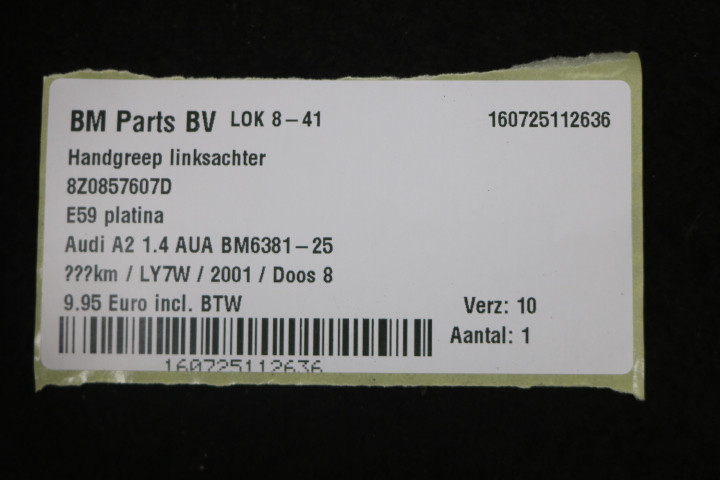 BM Parts BV LOK 8-41 160725112636
Handgreep linksachter
8Z0857607D
E59 platina
Audi A2 1.4 AUA BM6381-25
???km / LY7W / 2001 / Doos 8
9.95 Euro incl. BTW Verz: 10
Aantal: 1
160725112636